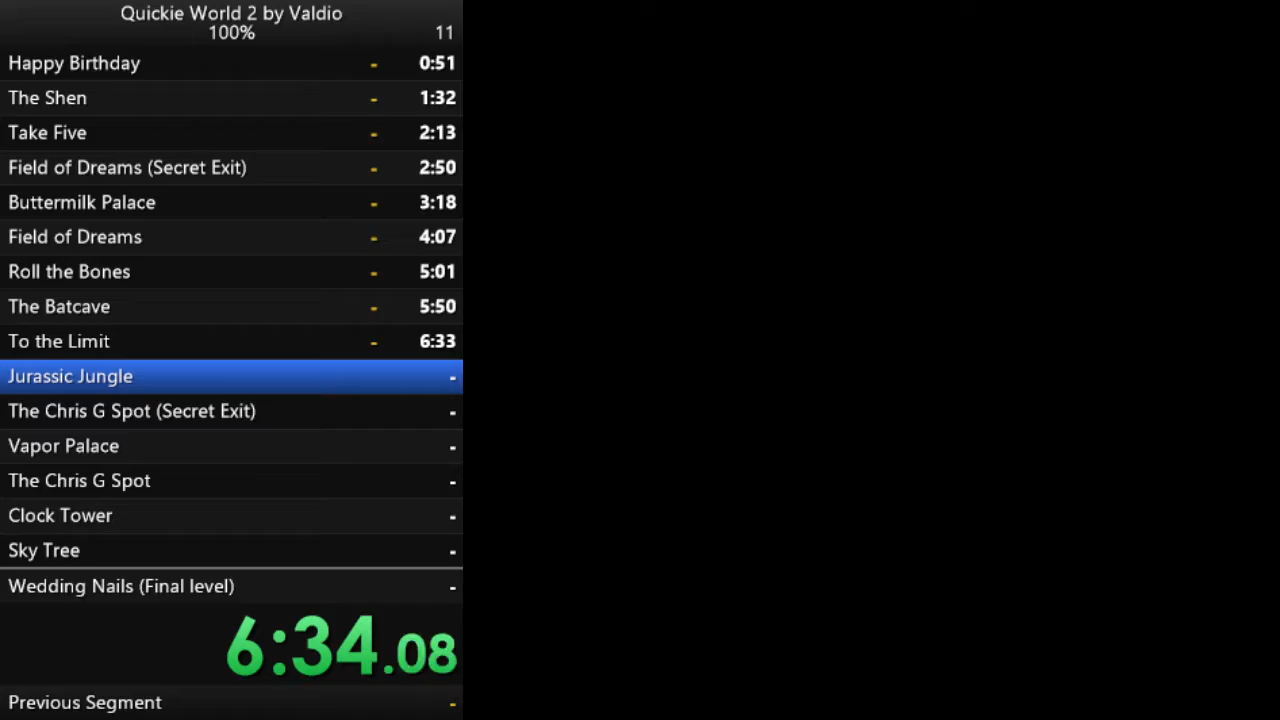 Quickie World 2 by Valdio
100% 11
Happy Birthday - 0:51
The Shen - 1:32
Take Five - 2:13
Field of Dreams (Secret Exit) - 2:50
Buttermilk Palace - 3:18
Field of Dreams - 4:07
Roll the Bones - 5:01
The Batcave - 5:50
To the Limit - 6:33
Jurassic Jungle -
The Chris G Spot (Secret Exit) -
Vapor Palace -
The Chris G Spot -
Clock Tower -
Sky Tree -
Wedding Nails (Final level) -
6:34.08
Previous Segment -